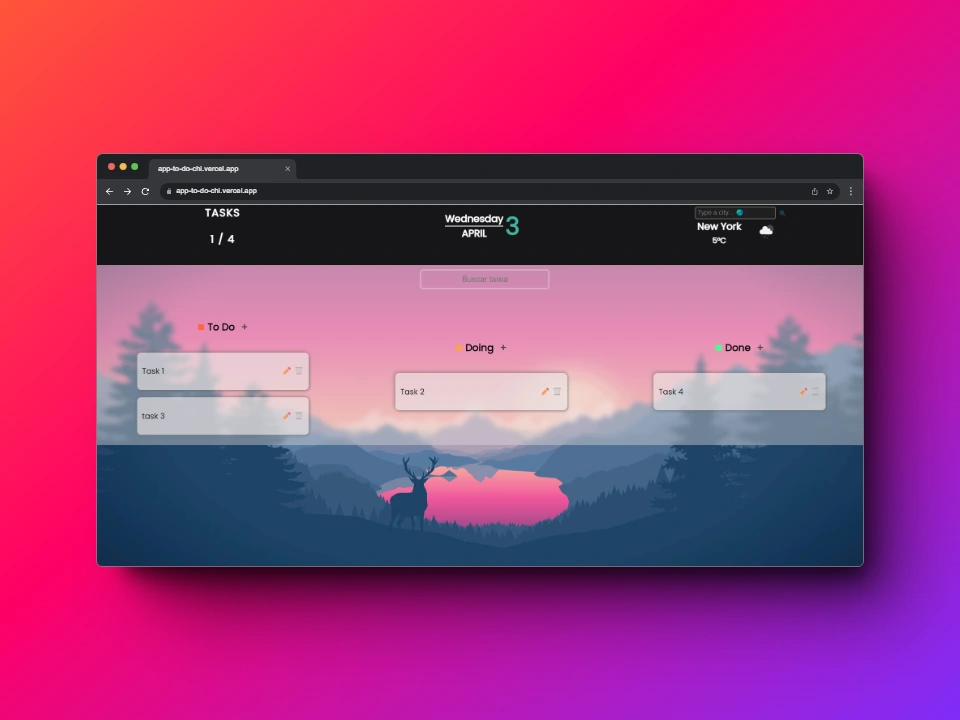 app-to-do-chi.vercel.app
app-to-do-chi.vercel.app
TASKS
1 / 4
Wednesday 3
APRIL
Type a city...
New York
5ºC
Buscar tarea
To Do +
Task 1
task 3
Doing +
Task 2
Done +
Task 4